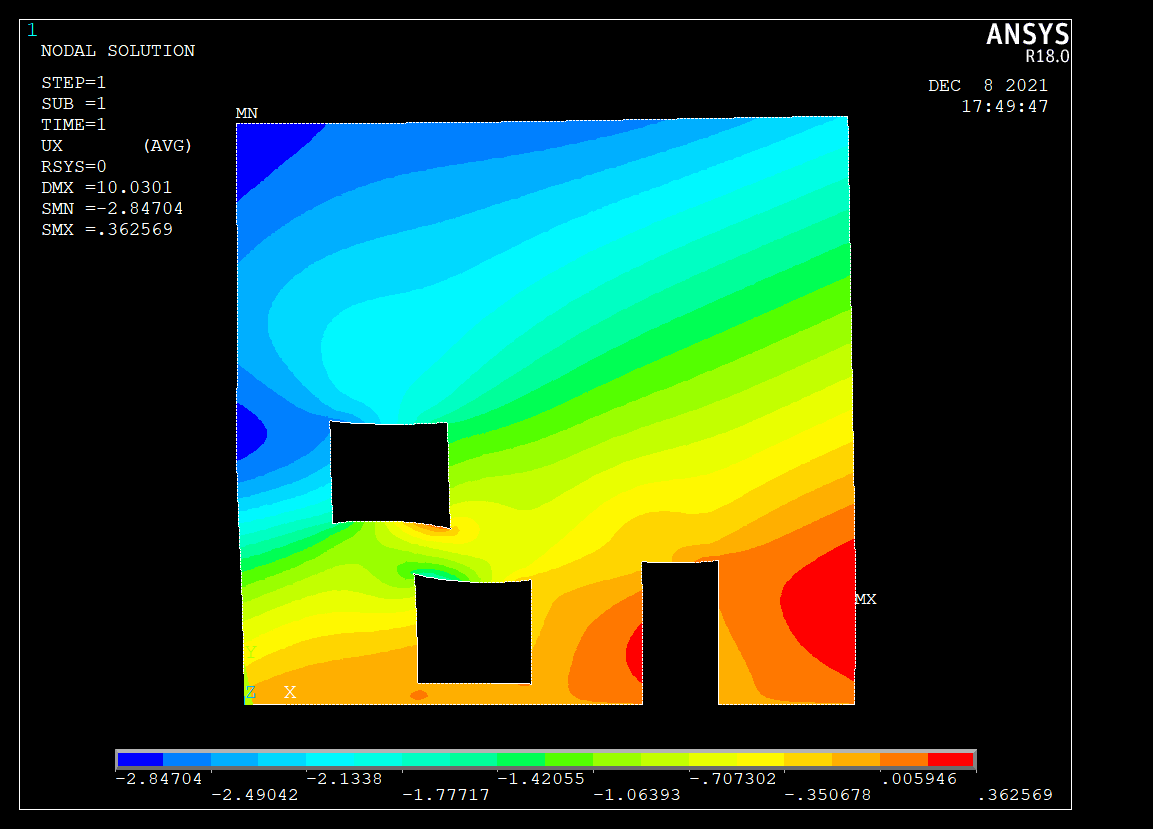 1
ANSYS
R18.0
NODAL SOLUTION
STEP=1
SUB =1
TIME=1
UX (AVG)
RSYS=0
DMX =10.0301
SMN =-2.84704
SMX =.362569
DEC 8 2021
17:49:47
MN
MX
Y
Z X
-2.84704 -2.1338 -1.42055 -.707302 .005946
-2.49042 -1.77717 -1.06393 -.350678 .362569